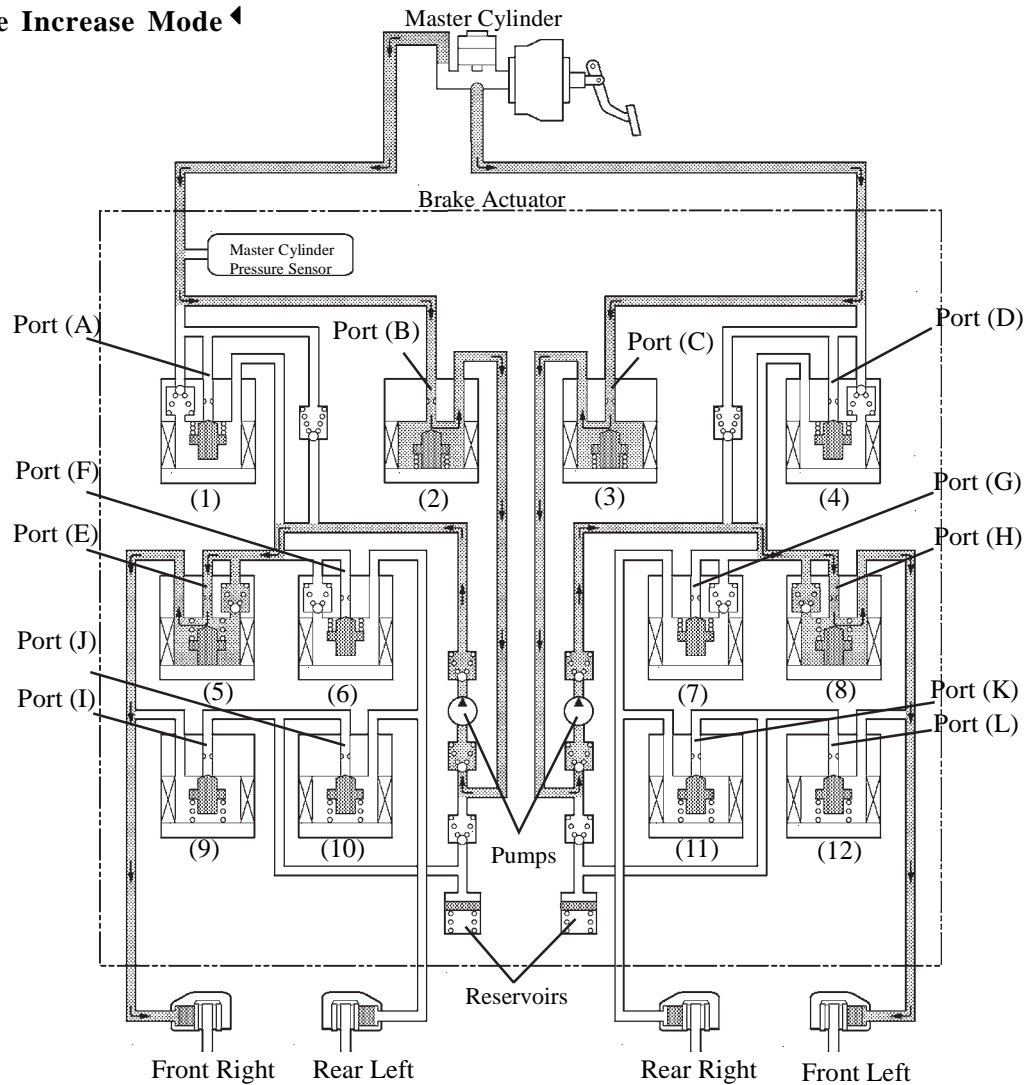 e Increase Mode
Master Cylinder
Brake Actuator
Master Cylinder
Pressure Sensor
Port (A)
Port (B)
Port (C)
Port (D)
(1)
(2)
(3)
(4)
Port (F)
Port (G)
Port (E)
Port (H)
Port (J)
(5)
(6)
(7)
(8)
Port (I)
Port (K)
Port (L)
(9)
(10)
Pumps
(11)
(12)
Reservoirs
Front Right
Rear Left
Rear Right
Front Left